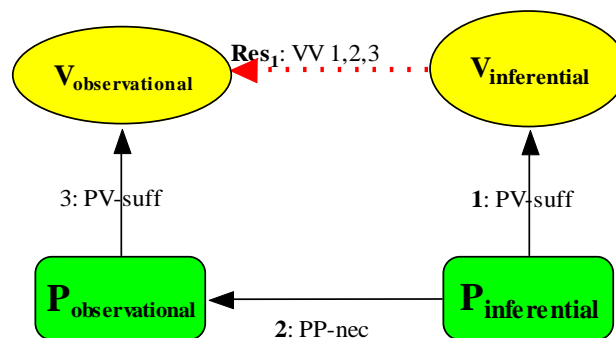 Res1: VV 1,2,3
Vobservational
Vinferential
3: PV-suff
1: PV-suff
Pobservational
Pinferential
2: PP-nec